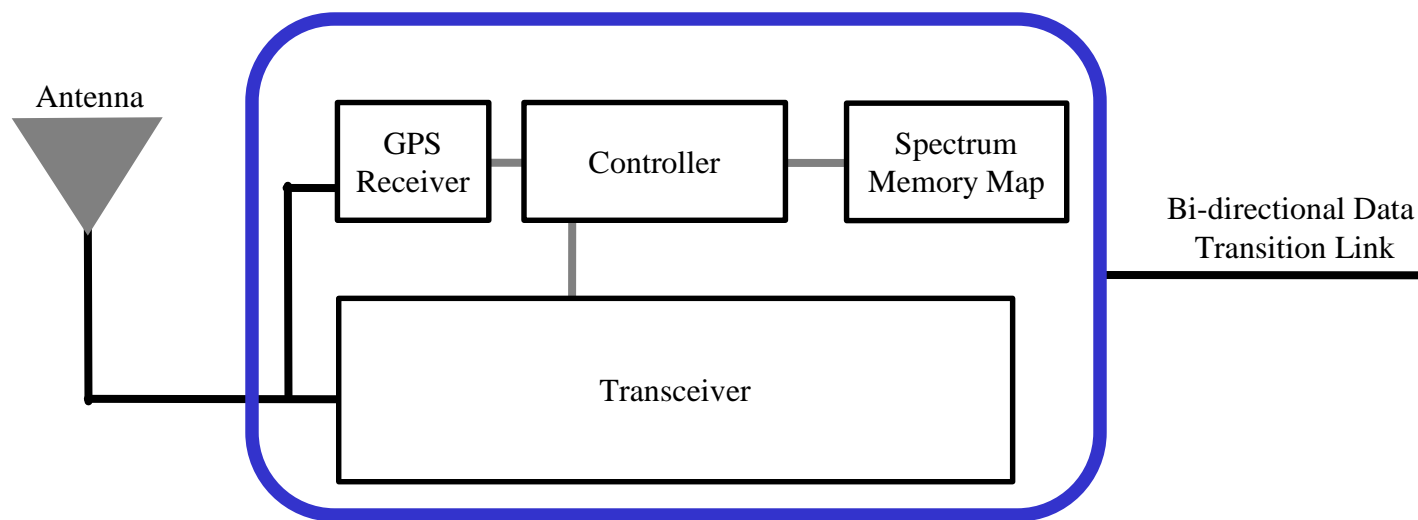 Antenna
GPS
Receiver
Controller
Spectrum
Memory Map
Bi-directional Data
Transition Link
Transceiver